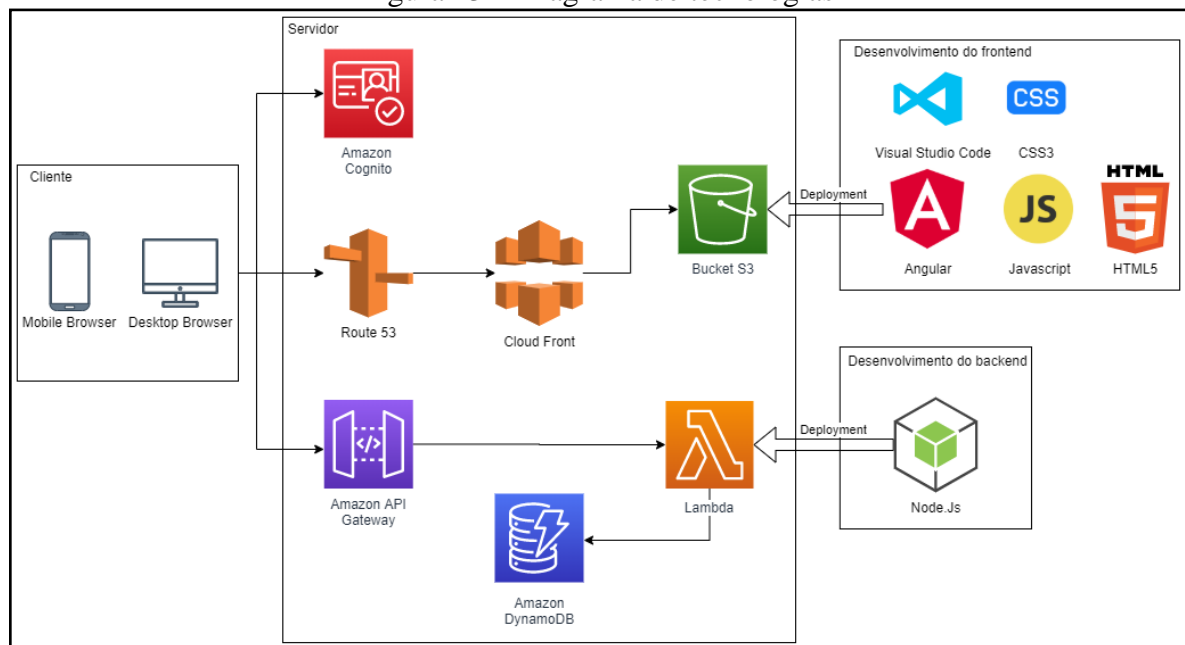 Servidor
Desenvolvimento do frontend
CSS
Amazon
Cognito
Visual Studio Code
CSS3
Cliente
HTML
5
JS
Deployment
Bucket S3
Angular
Javascript
HTML5
Mobile Browser
Desktop Browser
Route 53
Cloud Front
Desenvolvimento do backend
Deployment
</>
Amazon API
Gateway
Lambda
Node.Js
Amazon
DynamoDB